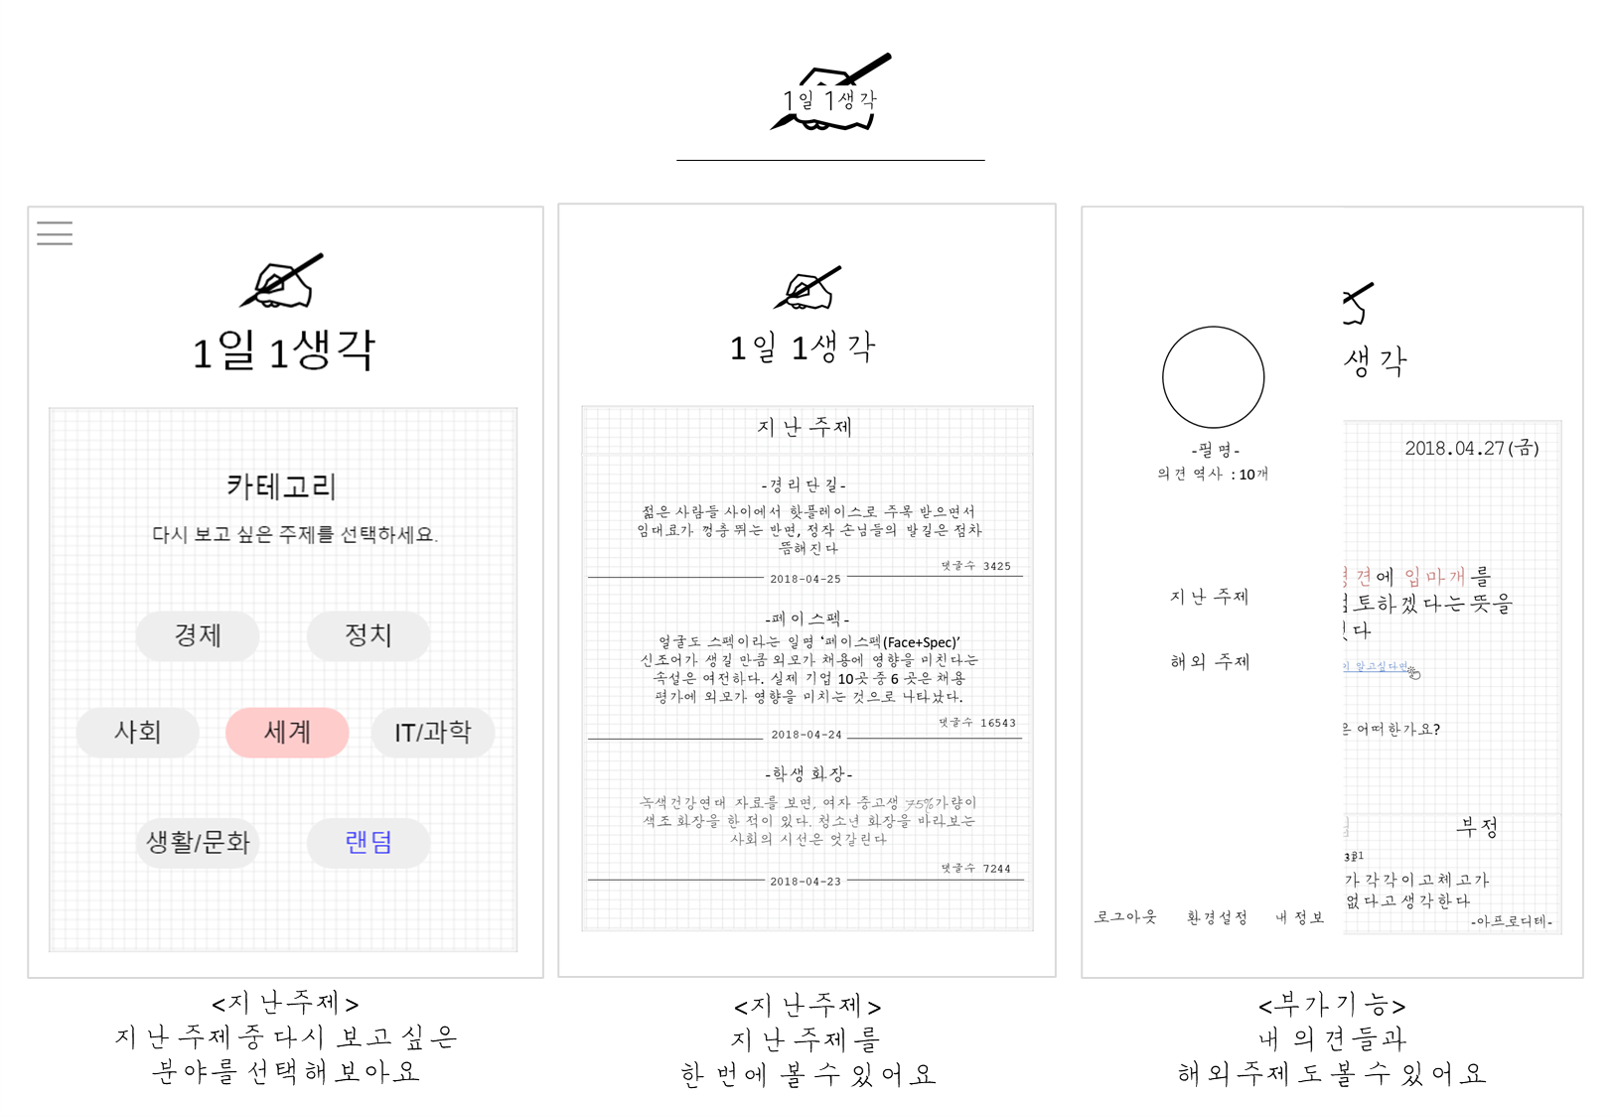 1일 1생각
1일 1생각
카테고리
다시 보고 싶은 주제를 선택하세요.
경제
정치
사회
세계
IT/과학
생활/문화
랜덤
<지난주제>
지난 주제중 다시 보고 싶은
분야를 선택해보아요
1일 1생각
지난 주제
-경리단길-
젊은 사람들 사이에서 핫플레이스로 주목 받으면서
임대료가 껑충 뛰는 반면, 정작 손님들의 발길은 점차
뜸해진다
댓글수 3425
2018-04-25
-페이스펙-
얼굴도 스펙이라는 일명 ‘페이스펙(Face+Spec)’
신조어가 생길 만큼 외모가 채용에 영향을 미친다는
속설은 여전하다. 실제 기업 10곳 중 6 곳은 채용
평가에 외모가 영향을 미치는 것으로 나타났다.
댓글수 16543
2018-04-24
-학생 화장-
녹색건강연대 자료를 보면, 여자 중고생 75%가량이
색조 화장을 한 적이 있다. 청소년 화장을 바라보는
사회의 시선은 엇갈린다
댓글수 7244
2018-04-23
<지난주제>
지난 주제를
한 번에 볼 수 있어요
생각
-필명-
의견 역사 : 10개
지난 주제
해외 주제
로그아웃
환경설정
내 정보
2018.04.27(금)
견에 입마개를
토하겠다는 뜻을
다
알고싶다면
은 어떠한가요?
부정
가 각각이고 체고가
없다고 생각한다
-아프로디테-
<부가기능>
내 의견들과
해외주제도 볼 수 있어요